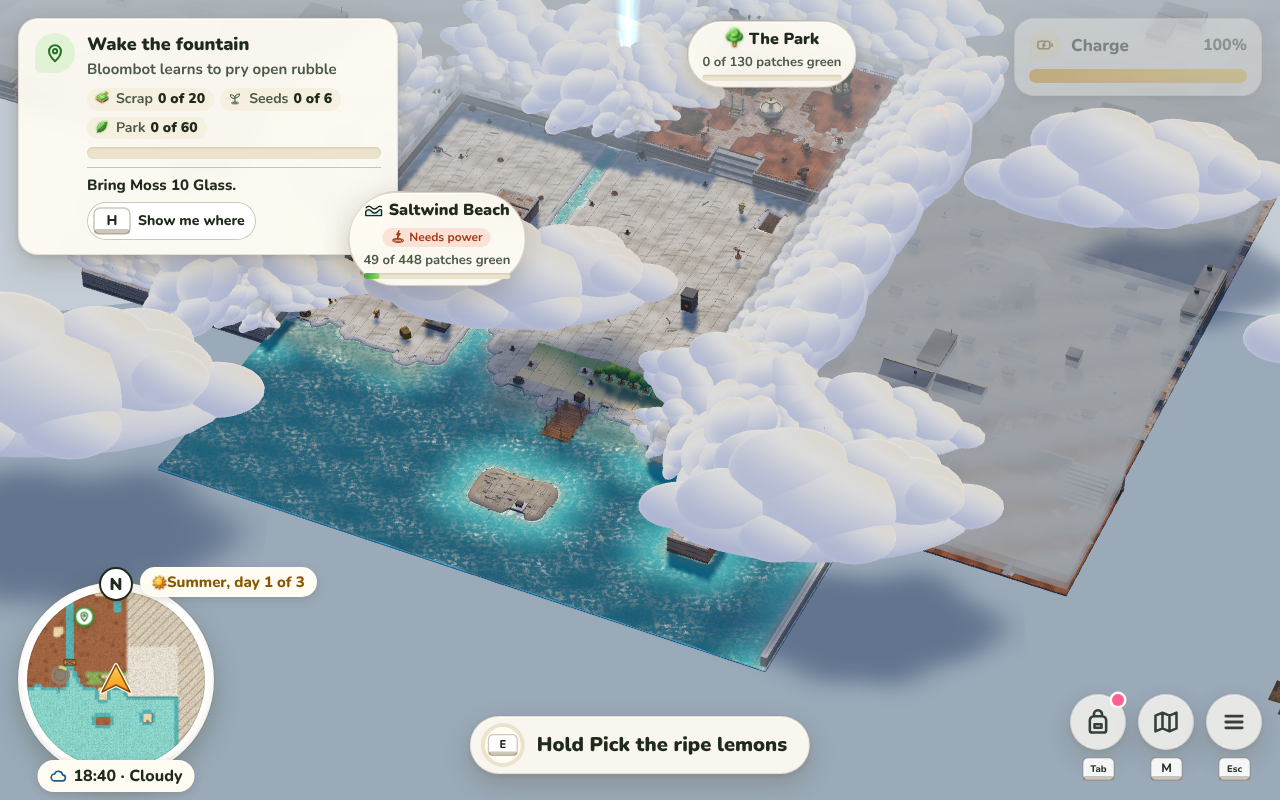 Wake the fountain
Bloombot learns to pry open rubble
Scrap 0 of 20
Seeds 0 of 6
Park 0 of 60
Bring Moss 10 Glass.
H
Show me where
The Park
0 of 130 patches green
Charge
100%
Saltwind Beach
Needs power
49 of 448 patches green
N
Summer, day 1 of 3
18:40 · Cloudy
E
Hold Pick the ripe lemons
Tab
M
Esc